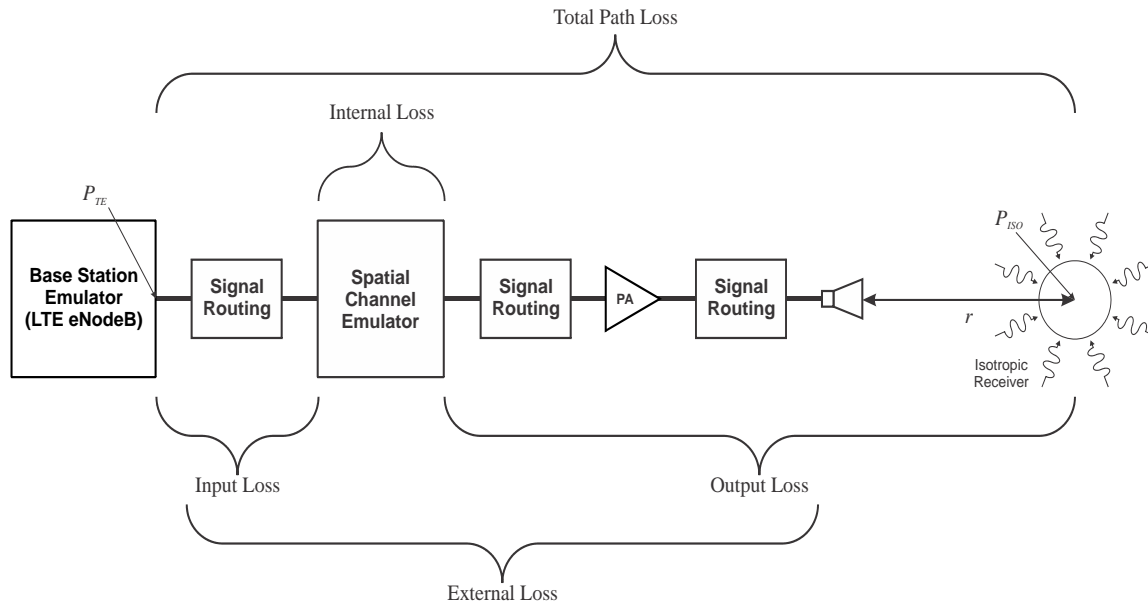 Total Path Loss
Internal Loss
P_TE
P_ISO
Base Station
Emulator
(LTE eNodeB)
Signal
Routing
Spatial
Channel
Emulator
Signal
Routing
PA
Signal
Routing
r
Isotropic
Receiver
Input Loss
Output Loss
External Loss